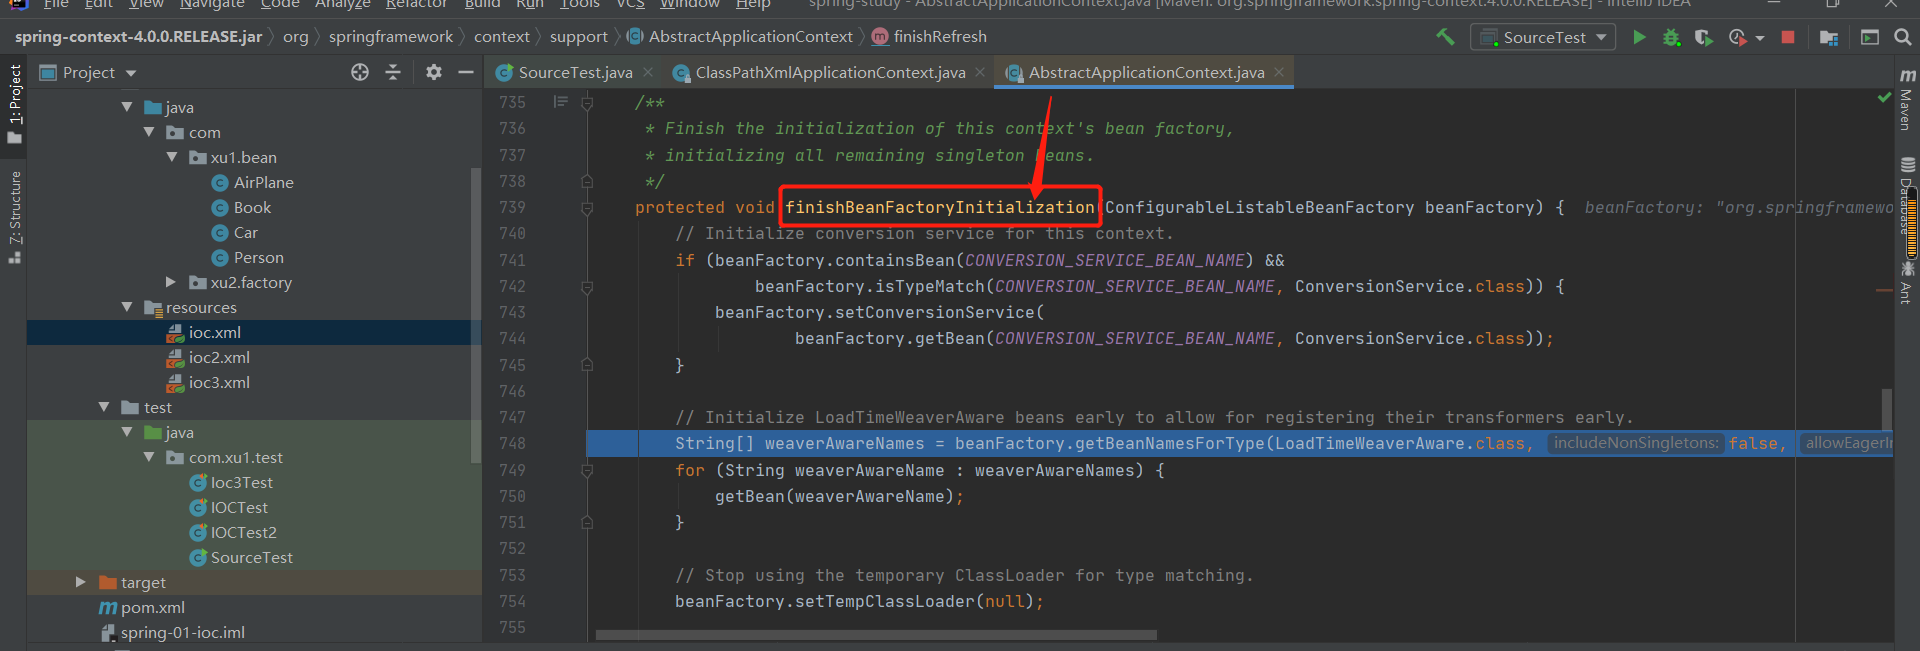 File Edit View Navigate Code Analyze Refactor Build Run Tools VCS Window Help spring-study - AbstractApplicationContext.java [Maven: org.springframework:spring-context:4.0.0.RELEASE] - IntelliJ IDEA
spring-context-4.0.0.RELEASE.jar org springframework context support AbstractApplicationContext finishRefresh SourceTest
Project SourceTest.java ClassPathXmlApplicationContext.java AbstractApplicationContext.java
1: Project
7: Structure
java
com
xu1.bean
AirPlane
Book
Car
Person
xu2.factory
resources
ioc.xml
ioc2.xml
ioc3.xml
test
java
com.xu1.test
Ioc3Test
IOCTest
IOCTest2
SourceTest
target
pom.xml
spring-01-ioc.iml
735 /**
736 * Finish the initialization of this context's bean factory,
737 * initializing all remaining singleton beans.
738 */
739 protected void finishBeanFactoryInitialization(ConfigurableListableBeanFactory beanFactory) { beanFactory: "org.springframewo
740 // Initialize conversion service for this context.
741 if (beanFactory.containsBean(CONVERSION_SERVICE_BEAN_NAME) &&
742 beanFactory.isTypeMatch(CONVERSION_SERVICE_BEAN_NAME, ConversionService.class)) {
743 beanFactory.setConversionService(
744 beanFactory.getBean(CONVERSION_SERVICE_BEAN_NAME, ConversionService.class));
745 }
746
747 // Initialize LoadTimeWeaverAware beans early to allow for registering their transformers early.
748 String[] weaverAwareNames = beanFactory.getBeanNamesForType(LoadTimeWeaverAware.class, includeNonSingletons: false, allowEagerIn
749 for (String weaverAwareName : weaverAwareNames) {
750 getBean(weaverAwareName);
751 }
752
753 // Stop using the temporary ClassLoader for type matching.
754 beanFactory.setTempClassLoader(null);
755
Maven
Database
Ant